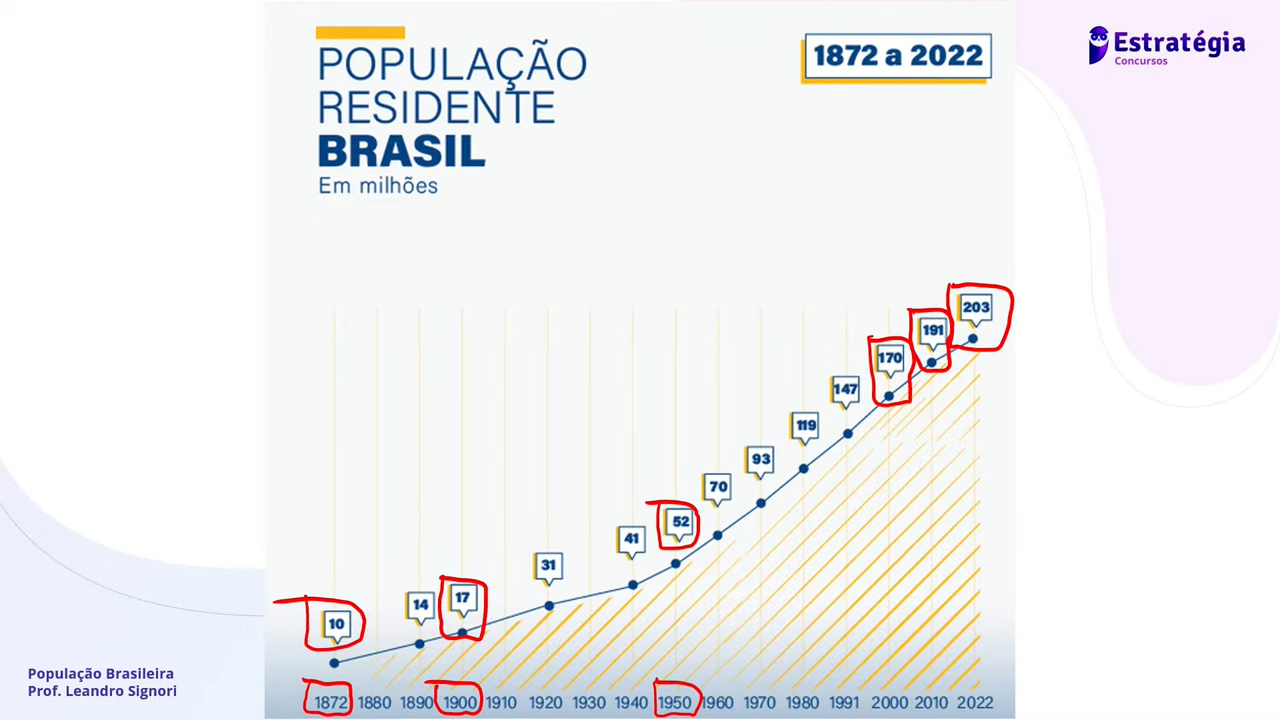 POPULAÇÃO
RESIDENTE
BRASIL
Em milhões
1872 a 2022
Estratégia
Concursos
203
191
170
147
119
93
70
52
41
31
17
14
10
1872 1880 1890 1900 1910 1920 1930 1940 1950 1960 1970 1980 1991 2000 2010 2022
População Brasileira
Prof. Leandro Signori